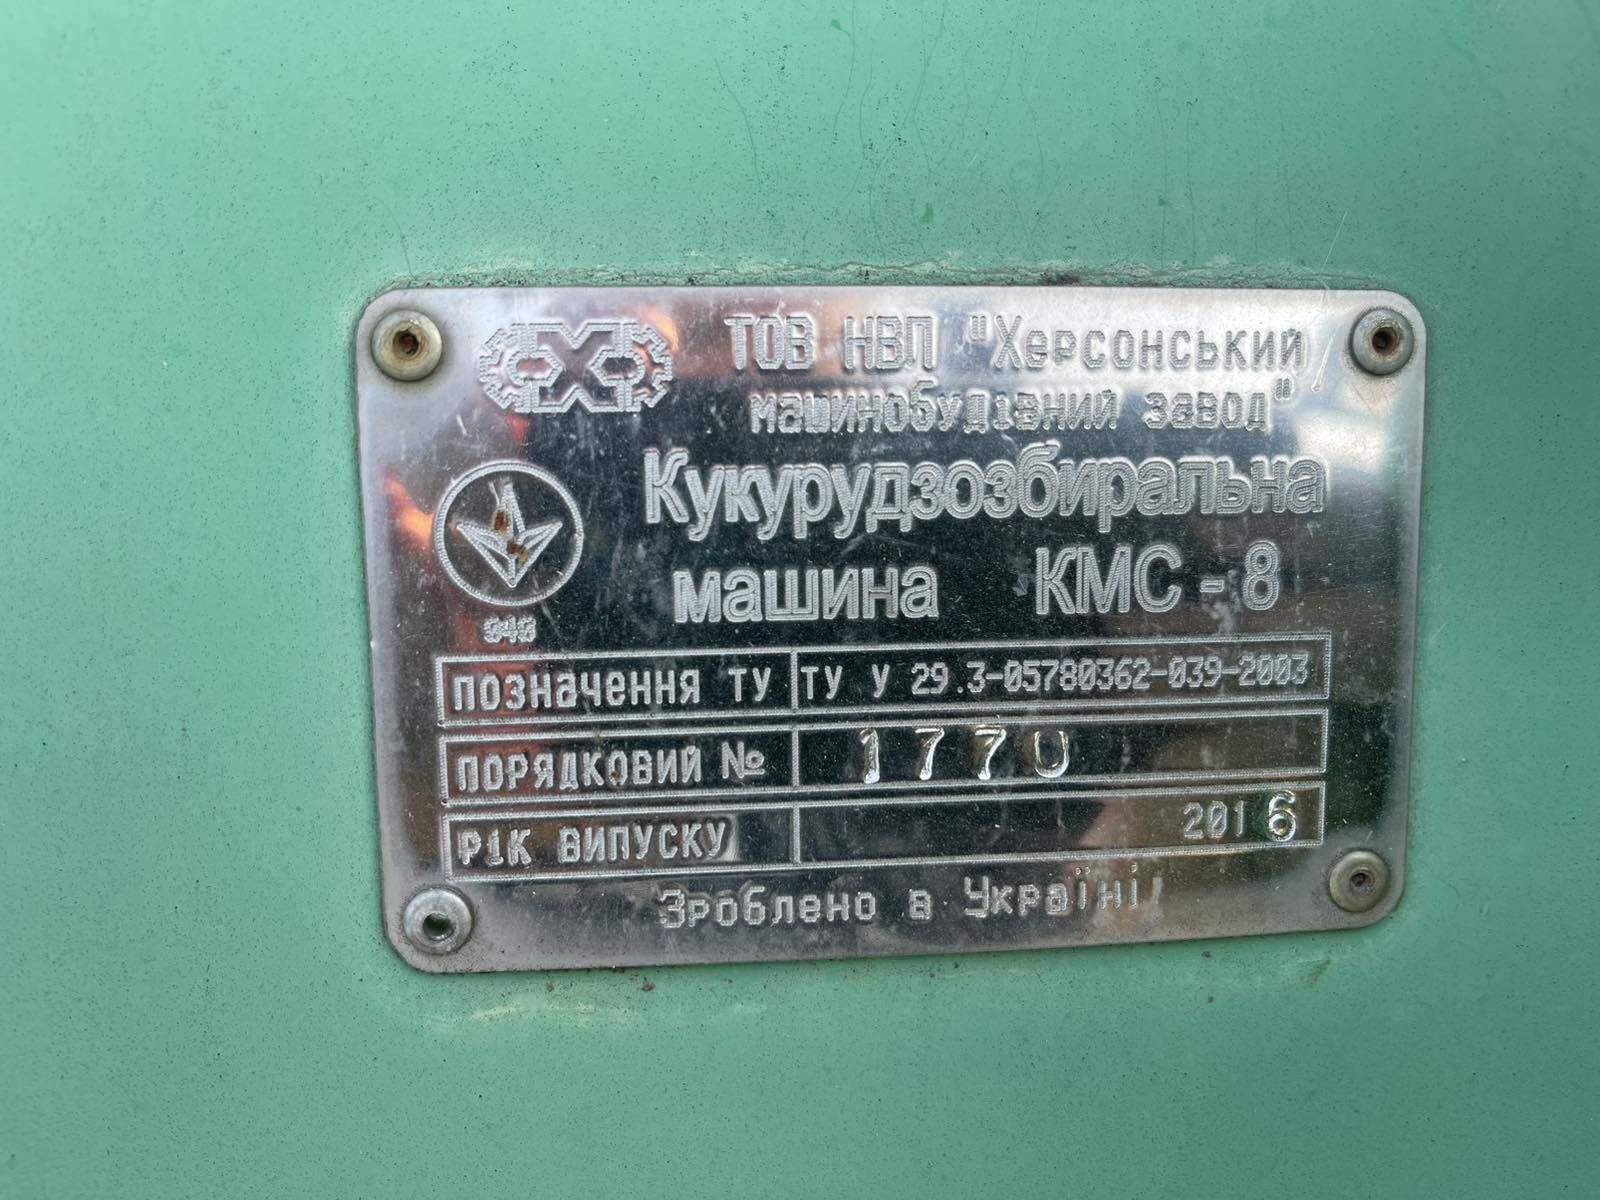 ТОВ НВП "Херсонський
машинобудівний завод"
Кукурудзозбиральна
машина КМС - 8
040
позначення ТУ ТУ У 29.3-05780362-039-2003
порядковий № 1770
Рік випуску 2016
Зроблено в Україні